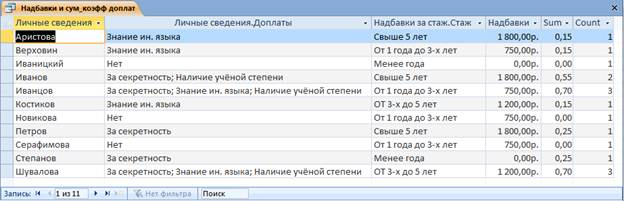 Надбавки и сум_коэфф доплат
Личные сведения Личные сведения.Доплаты Надбавки за стаж.Стаж Надбавки Sum Count
Аристова Знание ин. языка Свыше 5 лет 1 800,00р. 0,15 1
Верховин Знание ин. языка От 1 года до 3-х лет 750,00р. 0,15 1
Иваницкий Нет Менее года 0,00р. 0,00 1
Иванов За секретность; Наличие учёной степени Свыше 5 лет 1 800,00р. 0,55 2
Иванцов За секретность; Знание ин. языка; Наличие учёной степени От 1 года до 3-х лет 750,00р. 0,70 3
Костиков Знание ин. языка ОТ 3-х до 5 лет 1 200,00р. 0,15 1
Новикова Нет От 1 года до 3-х лет 750,00р. 0,00 1
Петров За секретность Свыше 5 лет 1 800,00р. 0,25 1
Серафимова Нет От 1 года до 3-х лет 750,00р. 0,00 1
Степанов За секретность Менее года 0,00р. 0,25 1
Шувалова За секретность; Знание ин. языка; Наличие учёной степени ОТ 3-х до 5 лет 1 200,00р. 0,70 3
Запись: 1 из 11 Нет фильтра Поиск